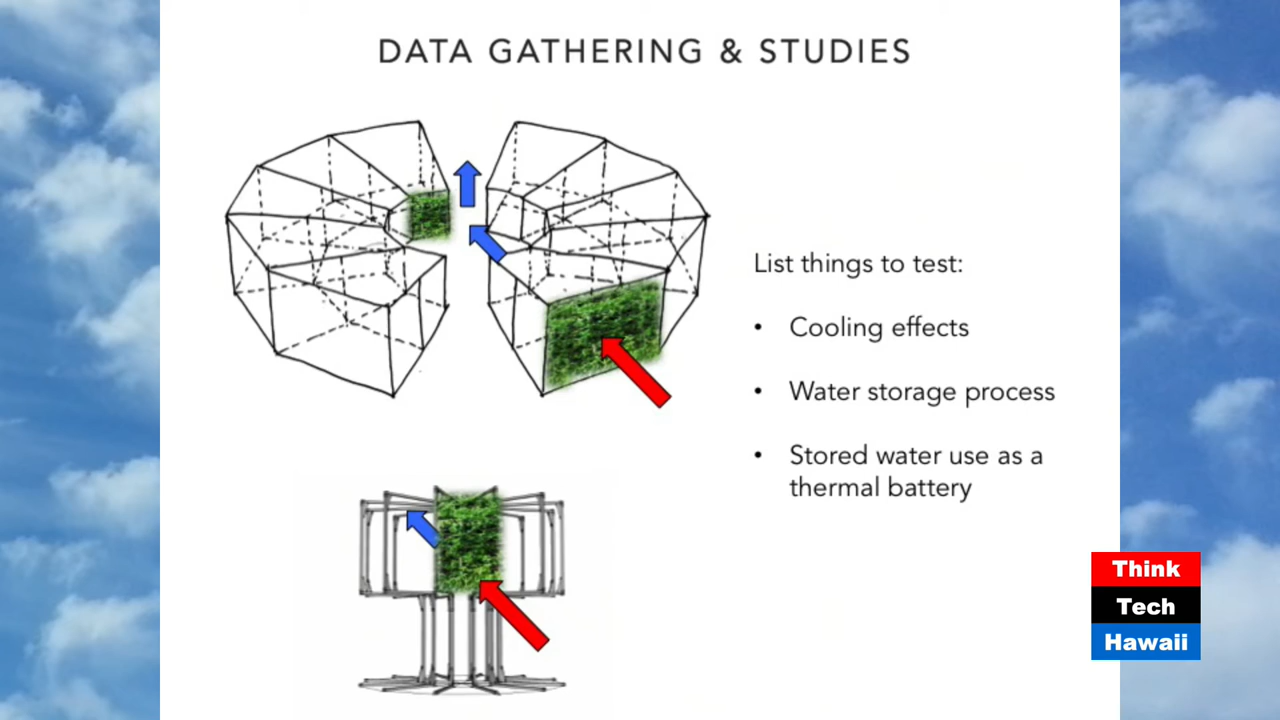 DATA GATHERING & STUDIES
List things to test:
• Cooling effects
• Water storage process
• Stored water use as a
thermal battery
Think
Tech
Hawaii